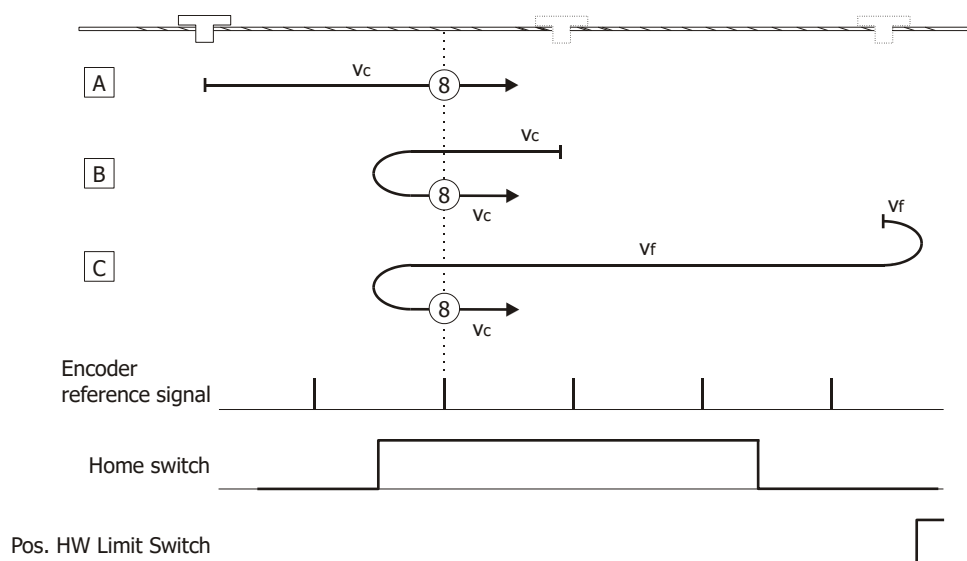 A
Vc
8
Vc
B
8
Vc
Vf
Vf
C
8
Vc
Encoder
reference signal
Home switch
Pos. HW Limit Switch